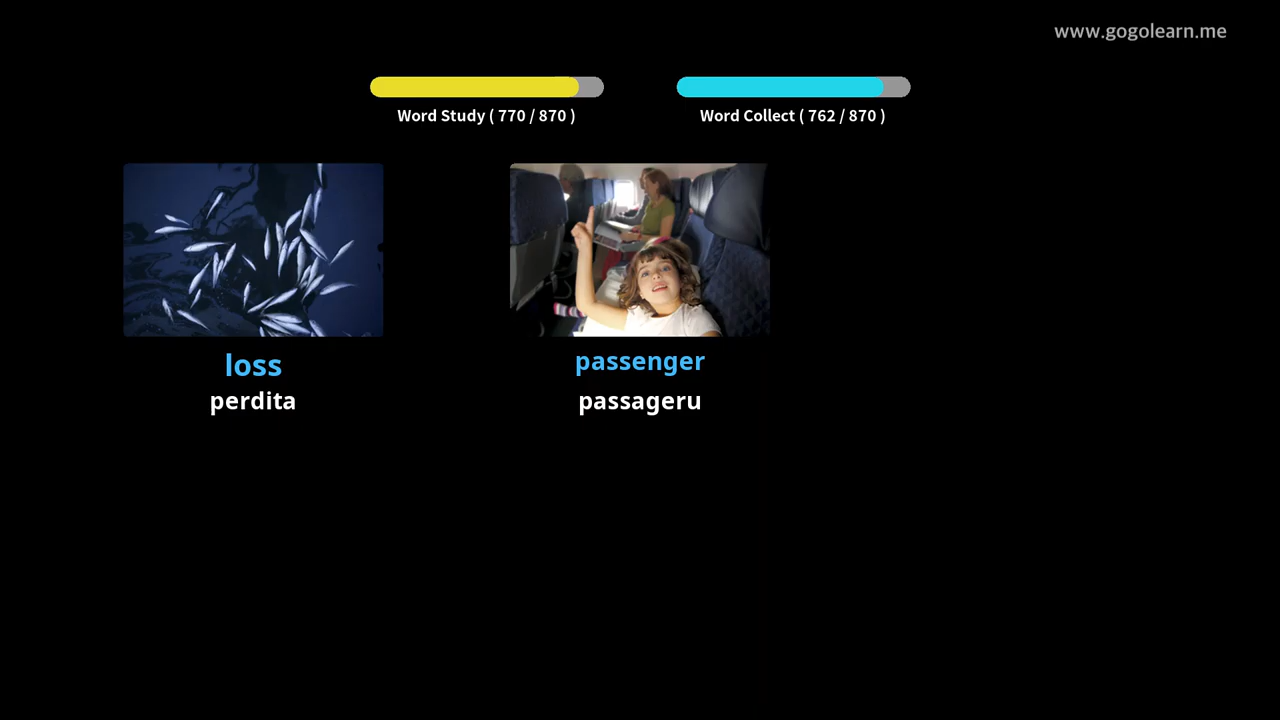 www.gogolearn.me
Word Study ( 770 / 870 )
Word Collect ( 762 / 870 )
loss
perdita
passenger
passageru